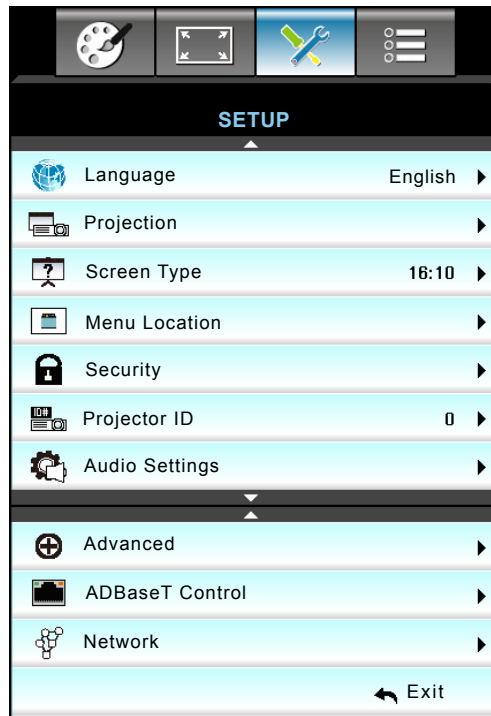 SETUP
Language English
Projection
? Screen Type 16:10
Menu Location
Security
ID# Projector ID 0
Audio Settings
Advanced
ADBaseT Control
Network
Exit